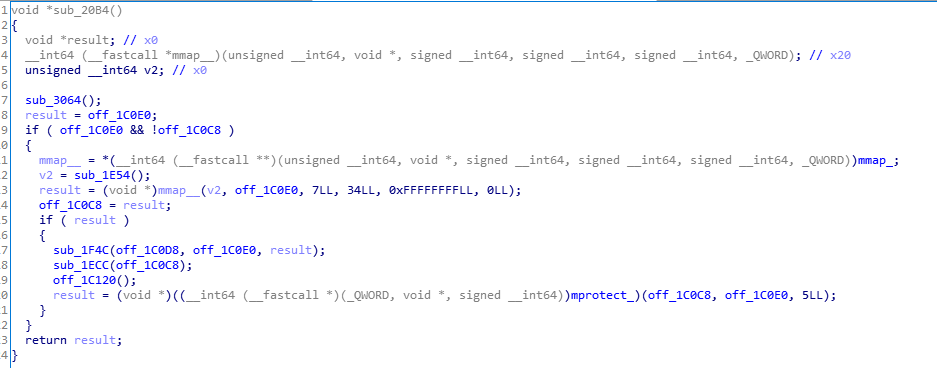 1 void *sub_20B4()
2 {
3   void *result; // x0
4   __int64 (__fastcall *mmap__)(unsigned __int64, void *, signed __int64, signed __int64, signed __int64, _QWORD); // x20
5   unsigned __int64 v2; // x0
6
7   sub_3064();
8   result = off_1C0E0;
9   if ( off_1C0E0 && !off_1C0C8 )
0   {
1     mmap__ = *(__int64 (__fastcall **)(unsigned __int64, void *, signed __int64, signed __int64, signed __int64, _QWORD))mmap_;
2     v2 = sub_1E54();
3     result = (void *)mmap__(v2, off_1C0E0, 7LL, 34LL, 0xFFFFFFFFLL, 0LL);
4     off_1C0C8 = result;
5     if ( result )
6     {
7       sub_1F4C(off_1C0D8, off_1C0E0, result);
8       sub_1ECC(off_1C0C8);
9       off_1C120();
0       result = (void *)((__int64 (__fastcall *)(_QWORD, void *, signed __int64))mprotect_)(off_1C0C8, off_1C0E0, 5LL);
1     }
2   }
3   return result;
4 }